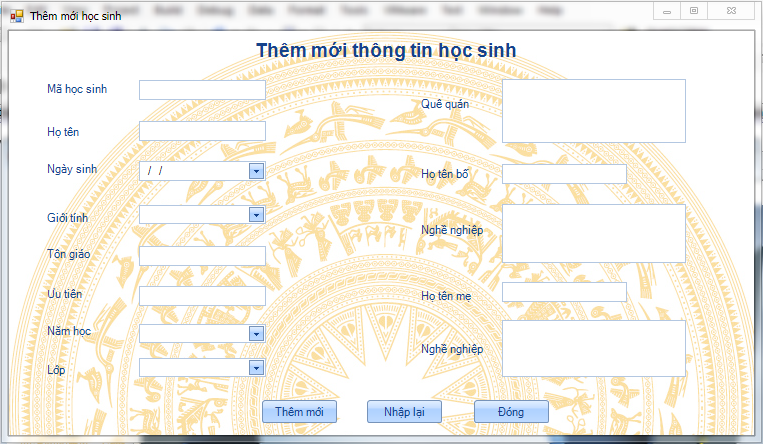 Thêm mới học sinh
Thêm mới thông tin học sinh
Mã học sinh
Họ tên
Ngày sinh
/ /
Giới tính
Tôn giáo
Ưu tiên
Năm học
Lớp
Quê quán
Họ tên bố
Nghề nghiệp
Họ tên mẹ
Nghề nghiệp
Thêm mới
Nhập lại
Đóng